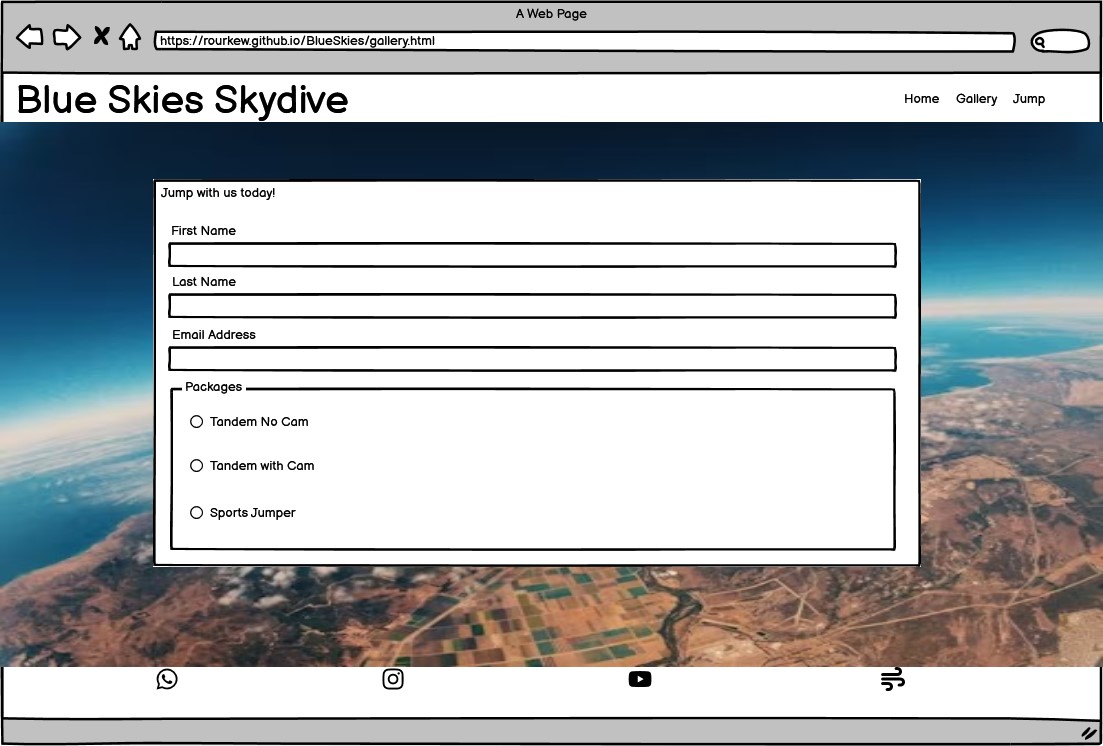 A Web Page
https://rourkew.github.io/BlueSkies/gallery.html
Blue Skies Skydive
Home Gallery Jump
Jump with us today!
First Name
Last Name
Email Address
Packages
Tandem No Cam
Tandem with Cam
Sports Jumper